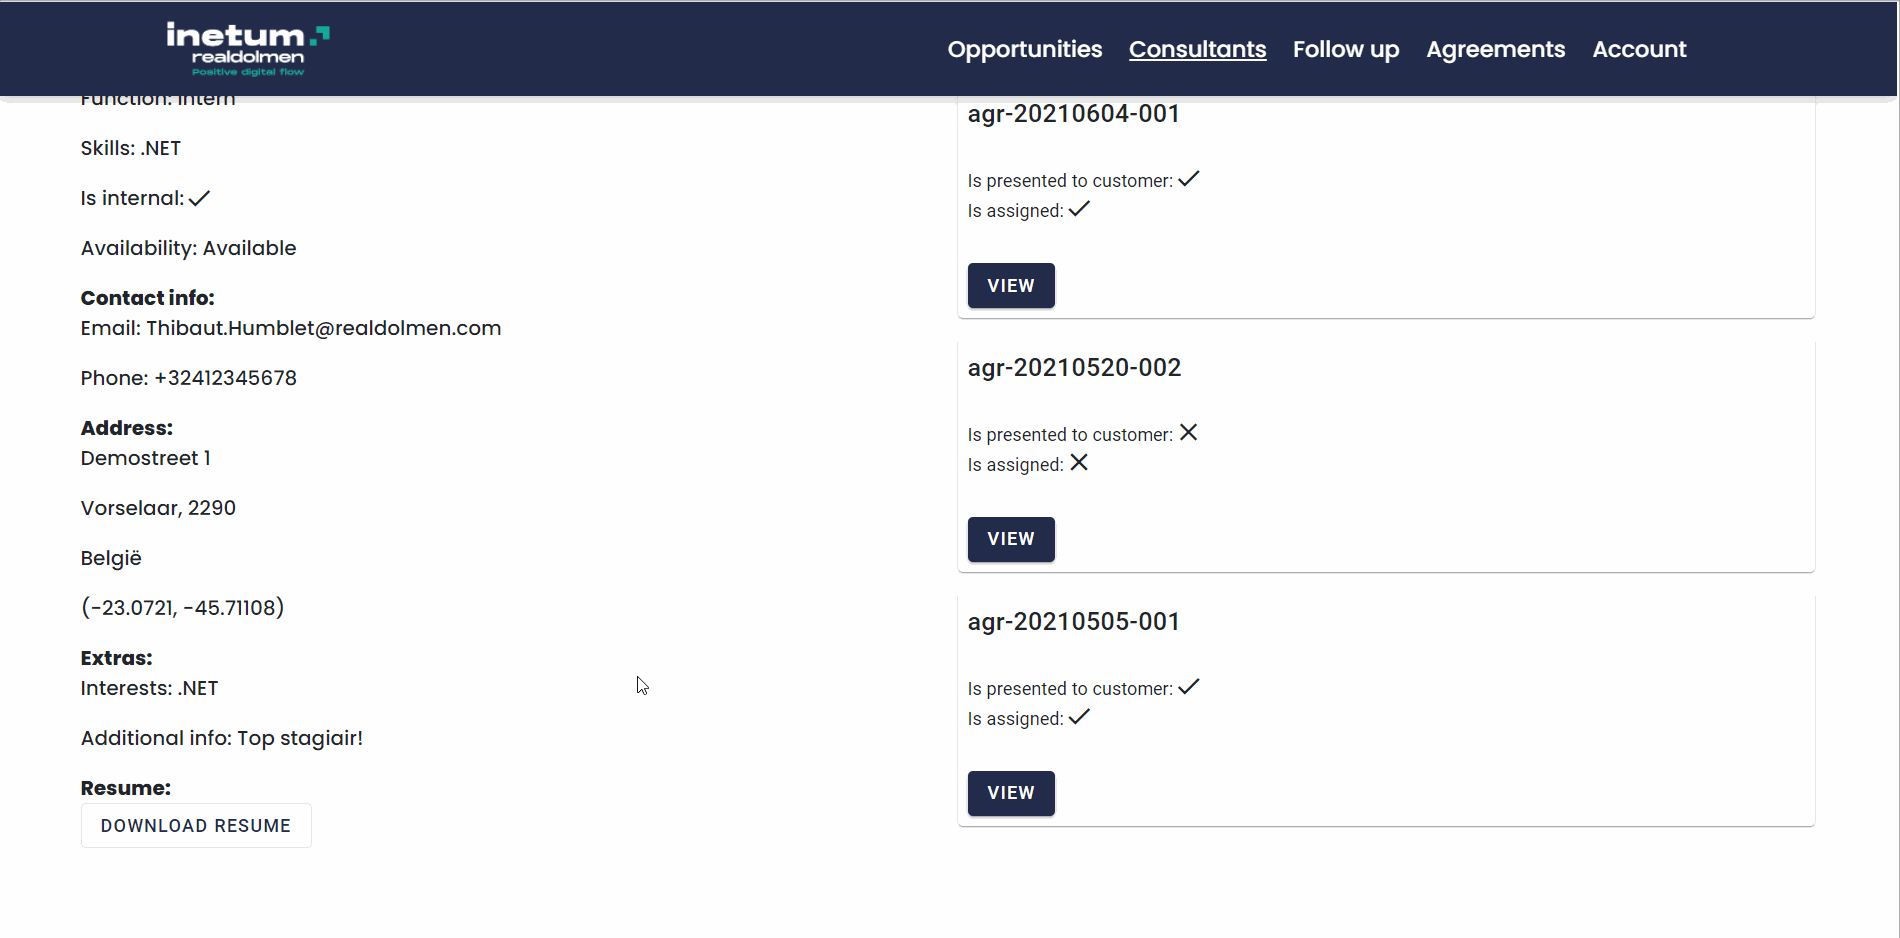 inetum
realdolmen
Positive digital flow
Opportunities Consultants Follow up Agreements Account
Function: Intern
Skills: .NET
Is internal:
Availability: Available
Contact info:
Email: Thibaut.Humblet@realdolmen.com
Phone: +32412345678
Address:
Demostreet 1
Vorselaar, 2290
België
(-23.0721, -45.71108)
Extras:
Interests: .NET
Additional info: Top stagiair!
Resume:
DOWNLOAD RESUME
agr-20210604-001
Is presented to customer:
Is assigned:
VIEW
agr-20210520-002
Is presented to customer:
Is assigned:
VIEW
agr-20210505-001
Is presented to customer:
Is assigned:
VIEW